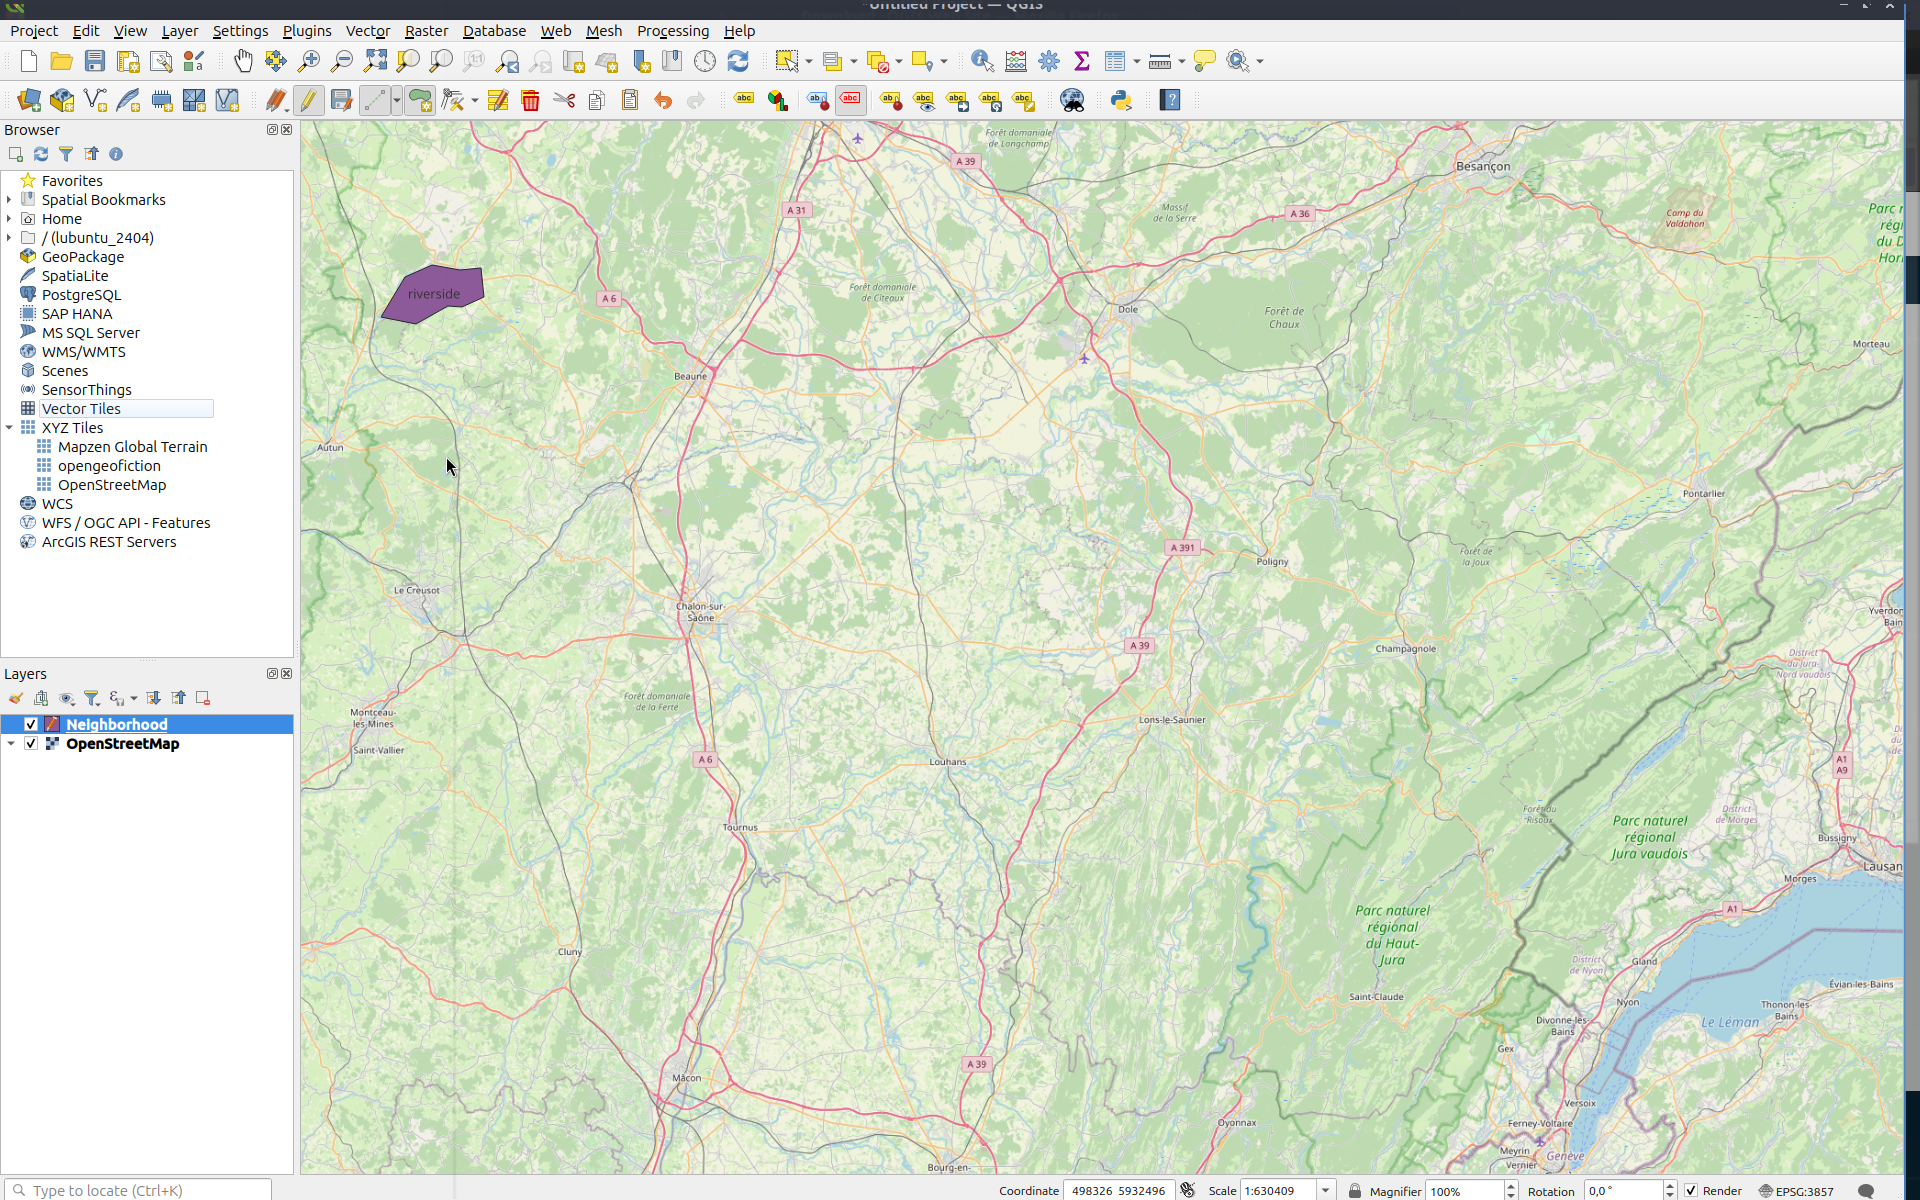 *Untitled Project — QGIS
Project Edit View Layer Settings Plugins Vector Raster Database Web Mesh Processing Help
Browser
Favorites
Spatial Bookmarks
Home
/ (lubuntu_2404)
GeoPackage
SpatiaLite
PostgreSQL
SAP HANA
MS SQL Server
WMS/WMTS
Scenes
SensorThings
Vector Tiles
XYZ Tiles
Mapzen Global Terrain
opengeofiction
OpenStreetMap
WCS
WFS / OGC API - Features
ArcGIS REST Servers
Layers
Neighborhood
OpenStreetMap
Forêt domaniale
de Longchamp
A 39
Besançon
A 31
Massif
de la Serre
A 36
Camp du
Valdahon
riverside
A 6
Forêt domaniale
de Cîteaux
Dole
Forêt de
Chaux
Morteau
Beaune
Autun
Pontarlier
A 391
Poligny
Forêt de
la Joux
Le Creusot
Chalon-sur-
Saône
A 39
Champagnole
District
du Jura-
Nord vaudois
Forêt domaniale
de la Ferté
Montceau-
les-Mines
Saint-Vallier
Lons-le-Saunier
A 6
Louhans
A1
A9
Tournus
Forêt du
Risoux
District
de Morges
Parc naturel
régional
Jura vaudois
Bussigny
Morges
A1
Parc naturel
régional
du Haut-
Jura
Cluny
Gland
District
de Nyon
Saint-Claude
Nyon
Évian-les-Bains
Thonon-les-
Bains
Divonne-les-
Bains
Le Léman
Gex
A 39
Mâcon
Versoix
Oyonnax
Ferney-Voltaire
Meyrin
Vernier
Genève
Bourg-en-
Type to locate (Ctrl+K)
Coordinate 498326 5932496 Scale 1:630409 Magnifier 100% Rotation 0,0 ° Render EPSG:3857